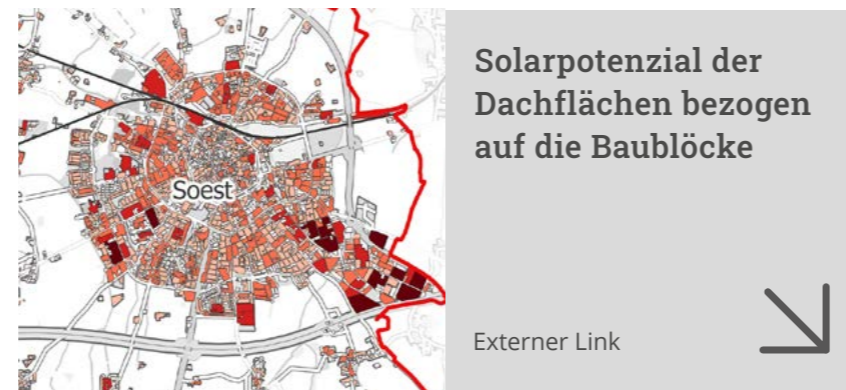 Soest
Solarpotenzial der
Dachflächen bezogen
auf die Baublöcke
Externer Link